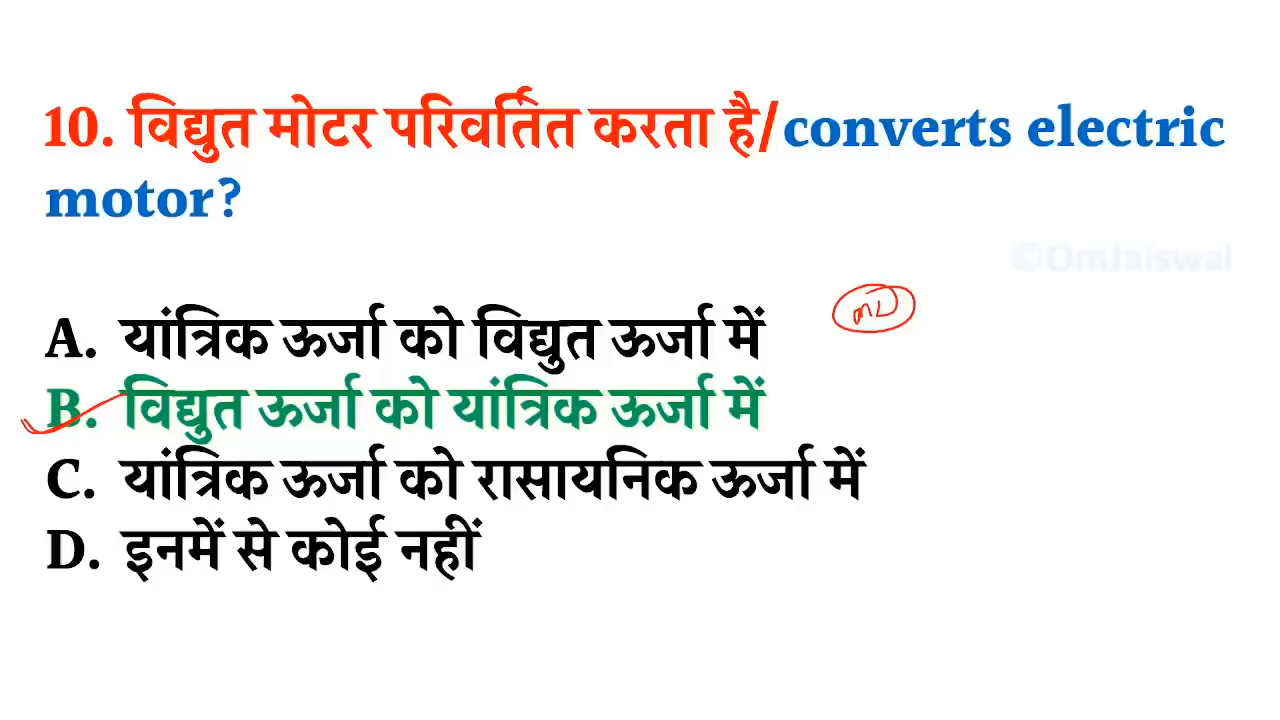 10. विद्युत मोटर परिवर्तित करता है/converts electric
motor?
©OmJaiswal
A. यांत्रिक ऊर्जा को विद्युत ऊर्जा में
B. विद्युत ऊर्जा को यांत्रिक ऊर्जा में
C. यांत्रिक ऊर्जा को रासायनिक ऊर्जा में
D. इनमें से कोई नहीं